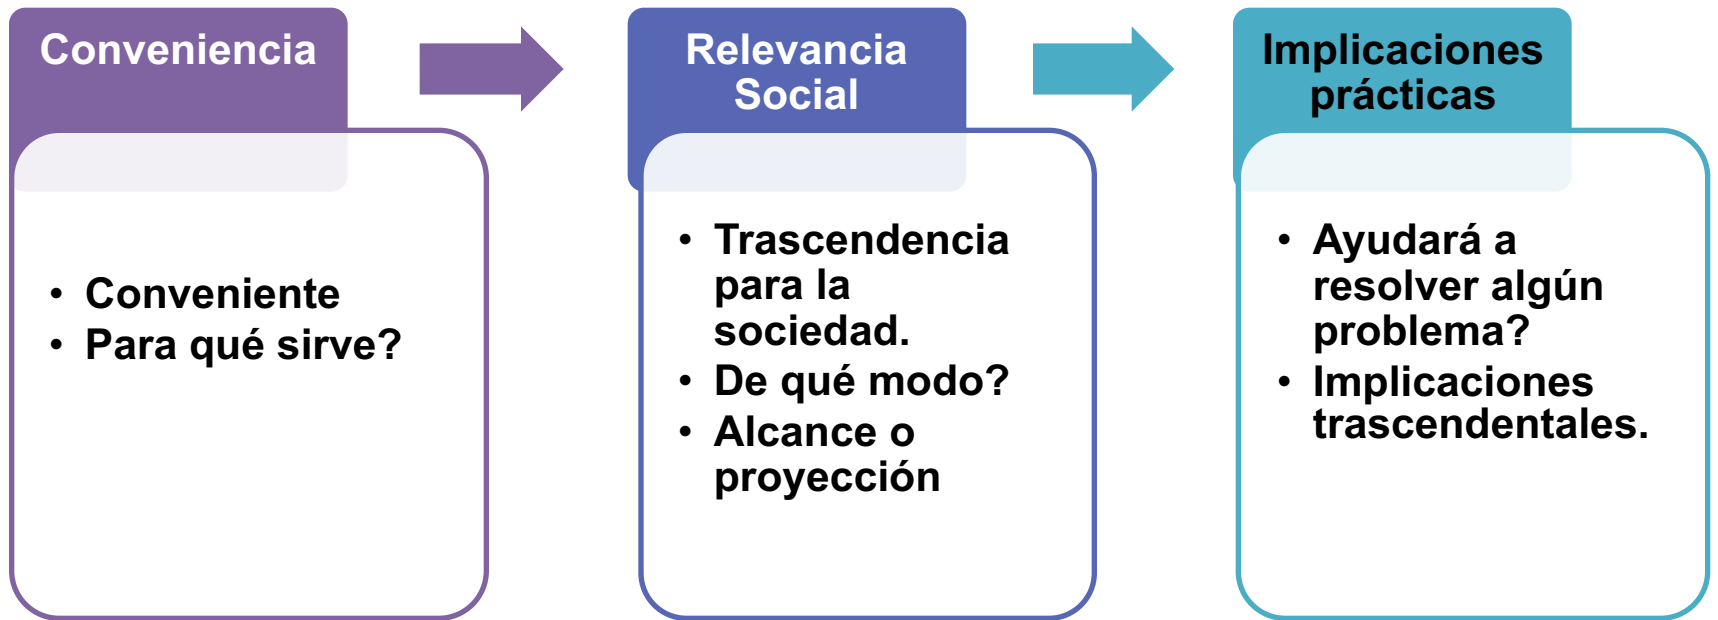 Conveniencia
• Conveniente
• Para qué sirve?
Relevancia
Social
• Trascendencia
para la
sociedad.
• De qué modo?
• Alcance o
proyección
Implicaciones
prácticas
• Ayudará a
resolver algún
problema?
• Implicaciones
trascendentales.